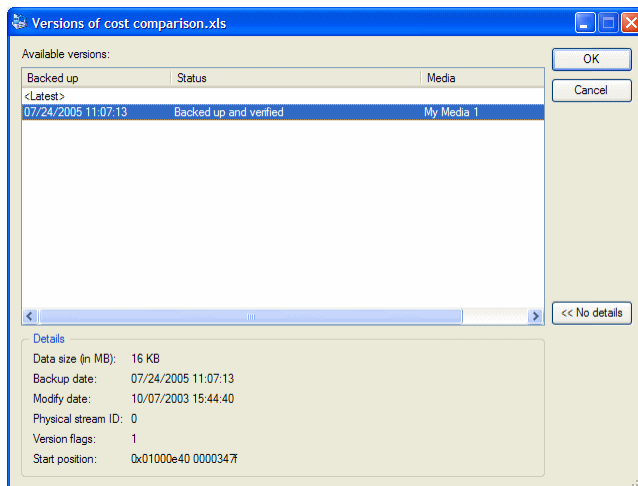 Versions of cost comparison.xls
Available versions:
Backed up Status Media
<Latest>
07/24/2005 11:07:13 Backed up and verified My Media 1
OK
Cancel
<< No details
Details
Data size (in MB): 16 KB
Backup date: 07/24/2005 11:07:13
Modify date: 10/07/2003 15:44:40
Physical stream ID: 0
Version flags: 1
Start position: 0x01000e40 0000347f